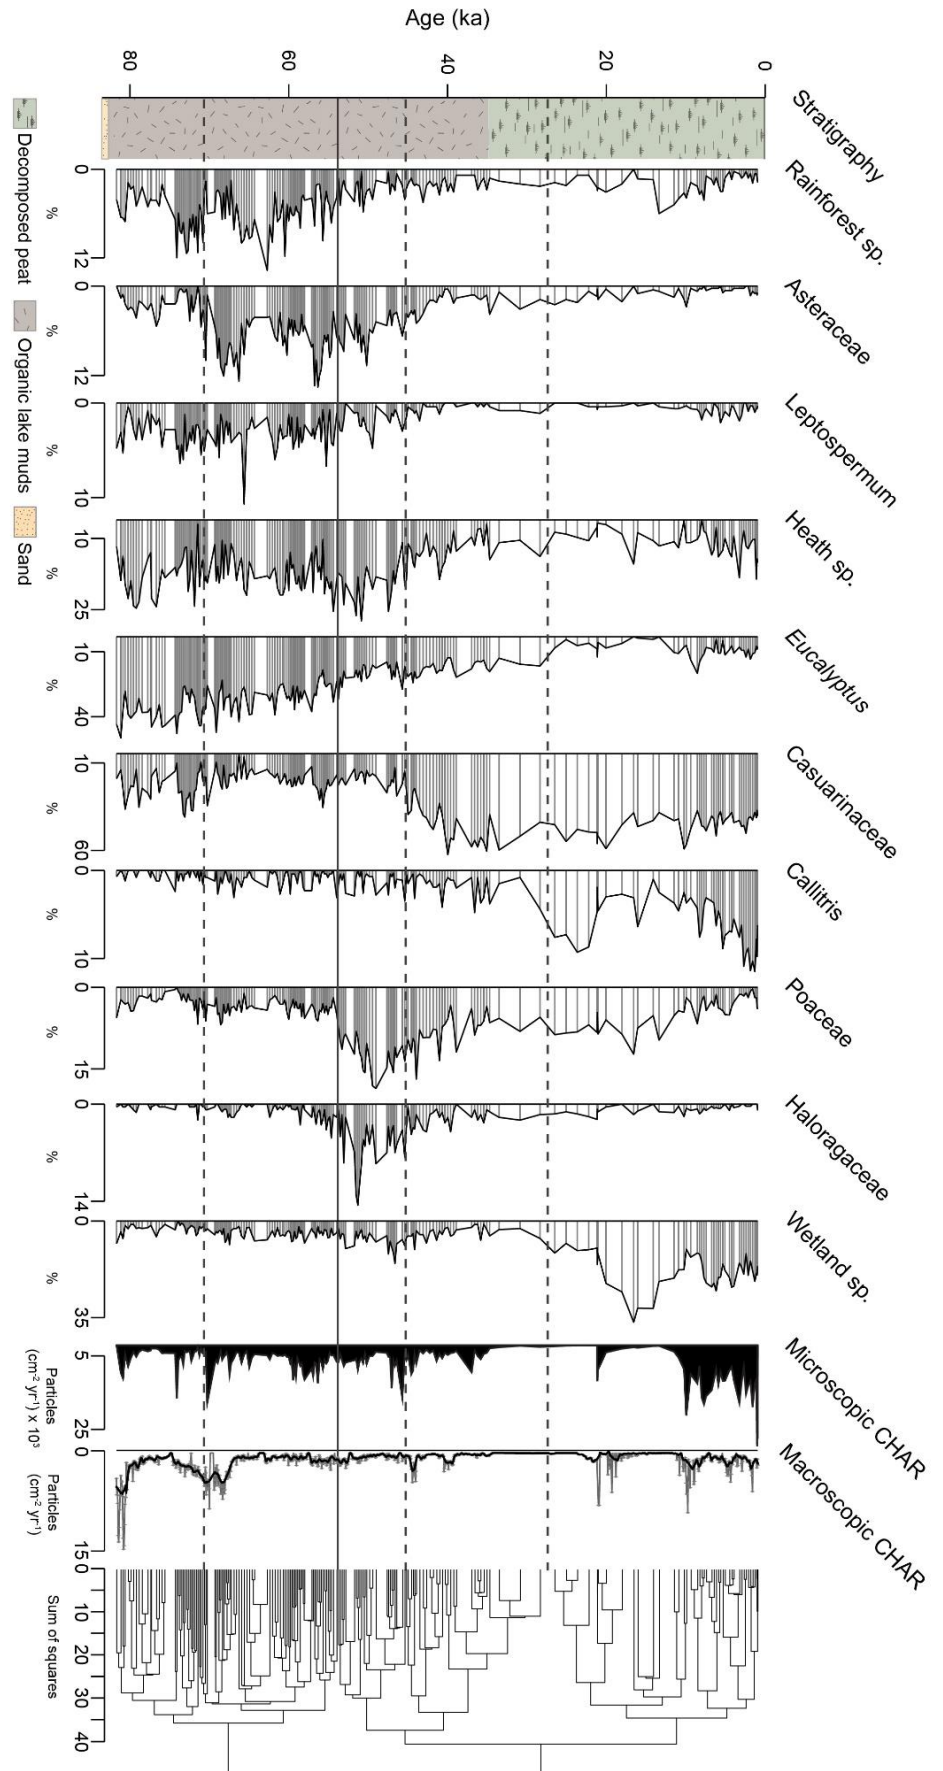 Age (ka)
80
60
40
20
0
Stratigraphy
Decomposed peat
Organic lake muds
Sand
Rainforest sp.
0
12
%
Asteraceae
0
12
%
Leptospermum
0
10
%
Heath sp.
10
25
%
Eucalyptus
10
40
%
Casuarinaceae
10
60
%
Callitris
0
10
%
Poaceae
0
15
%
Haloragaceae
0
14
%
Wetland sp.
0
35
%
Microscopic CHAR
5
25
Particles
(cm⁻² yr⁻¹) x 10³
Macroscopic CHAR
0
15
Particles
(cm⁻² yr⁻¹)
0
10
20
30
40
Sum of squares